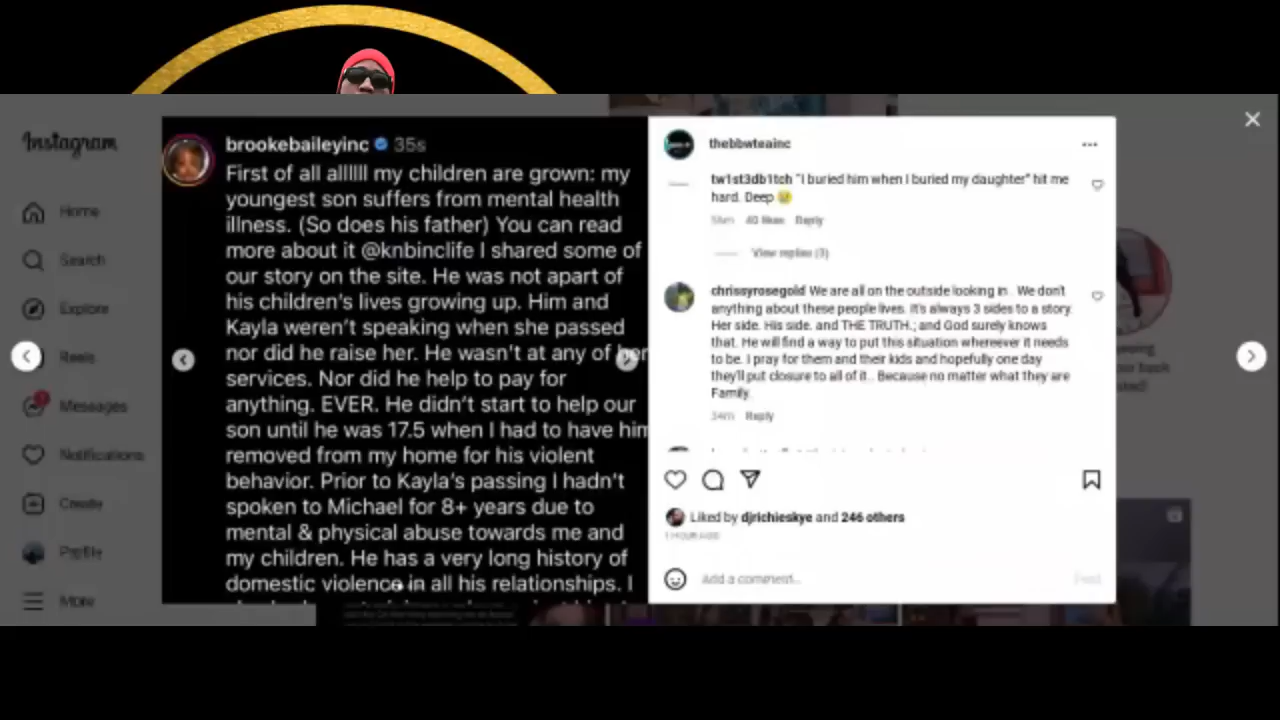 Instagram
Home
Search
Explore
Reels
Messages
Notifications
Create
Profile
More
brookebaileyinc 35s
First of all allllll my children are grown: my
youngest son suffers from mental health
illness. (So does his father) You can read
more about it @knbinclife I shared some of
our story on the site. He was not apart of
his children's lives growing up. Him and
Kayla weren't speaking when she passed
nor did he raise her. He wasn't at any of her
services. Nor did he help to pay for
anything. EVER. He didn't start to help our
son until he was 17.5 when I had to have him
removed from my home for his violent
behavior. Prior to Kayla's passing I hadn't
spoken to Michael for 8+ years due to
mental & physical abuse towards me and
my children. He has a very long history of
domestic violence in all his relationships. I
thebbwteainc
tw1st3db1tch "I buried him when I buried my daughter" hit me
hard. Deep 😢
40 likes Reply
View replies (3)
chrissyrosegold We are all on the outside looking in . We don't
anything about these people lives. It's always 3 sides to a story.
Her side. His side. and THE TRUTH.; and God surely knows
that. He will find a way to put this situation whereever it needs
to be. I pray for them and their kids and hopefully one day
they'll put closure to all of it.. Because no matter what they are
Family.
34m Reply
Liked by djrichieskye and 246 others
1 HOUR AGO
Add a comment...
Post